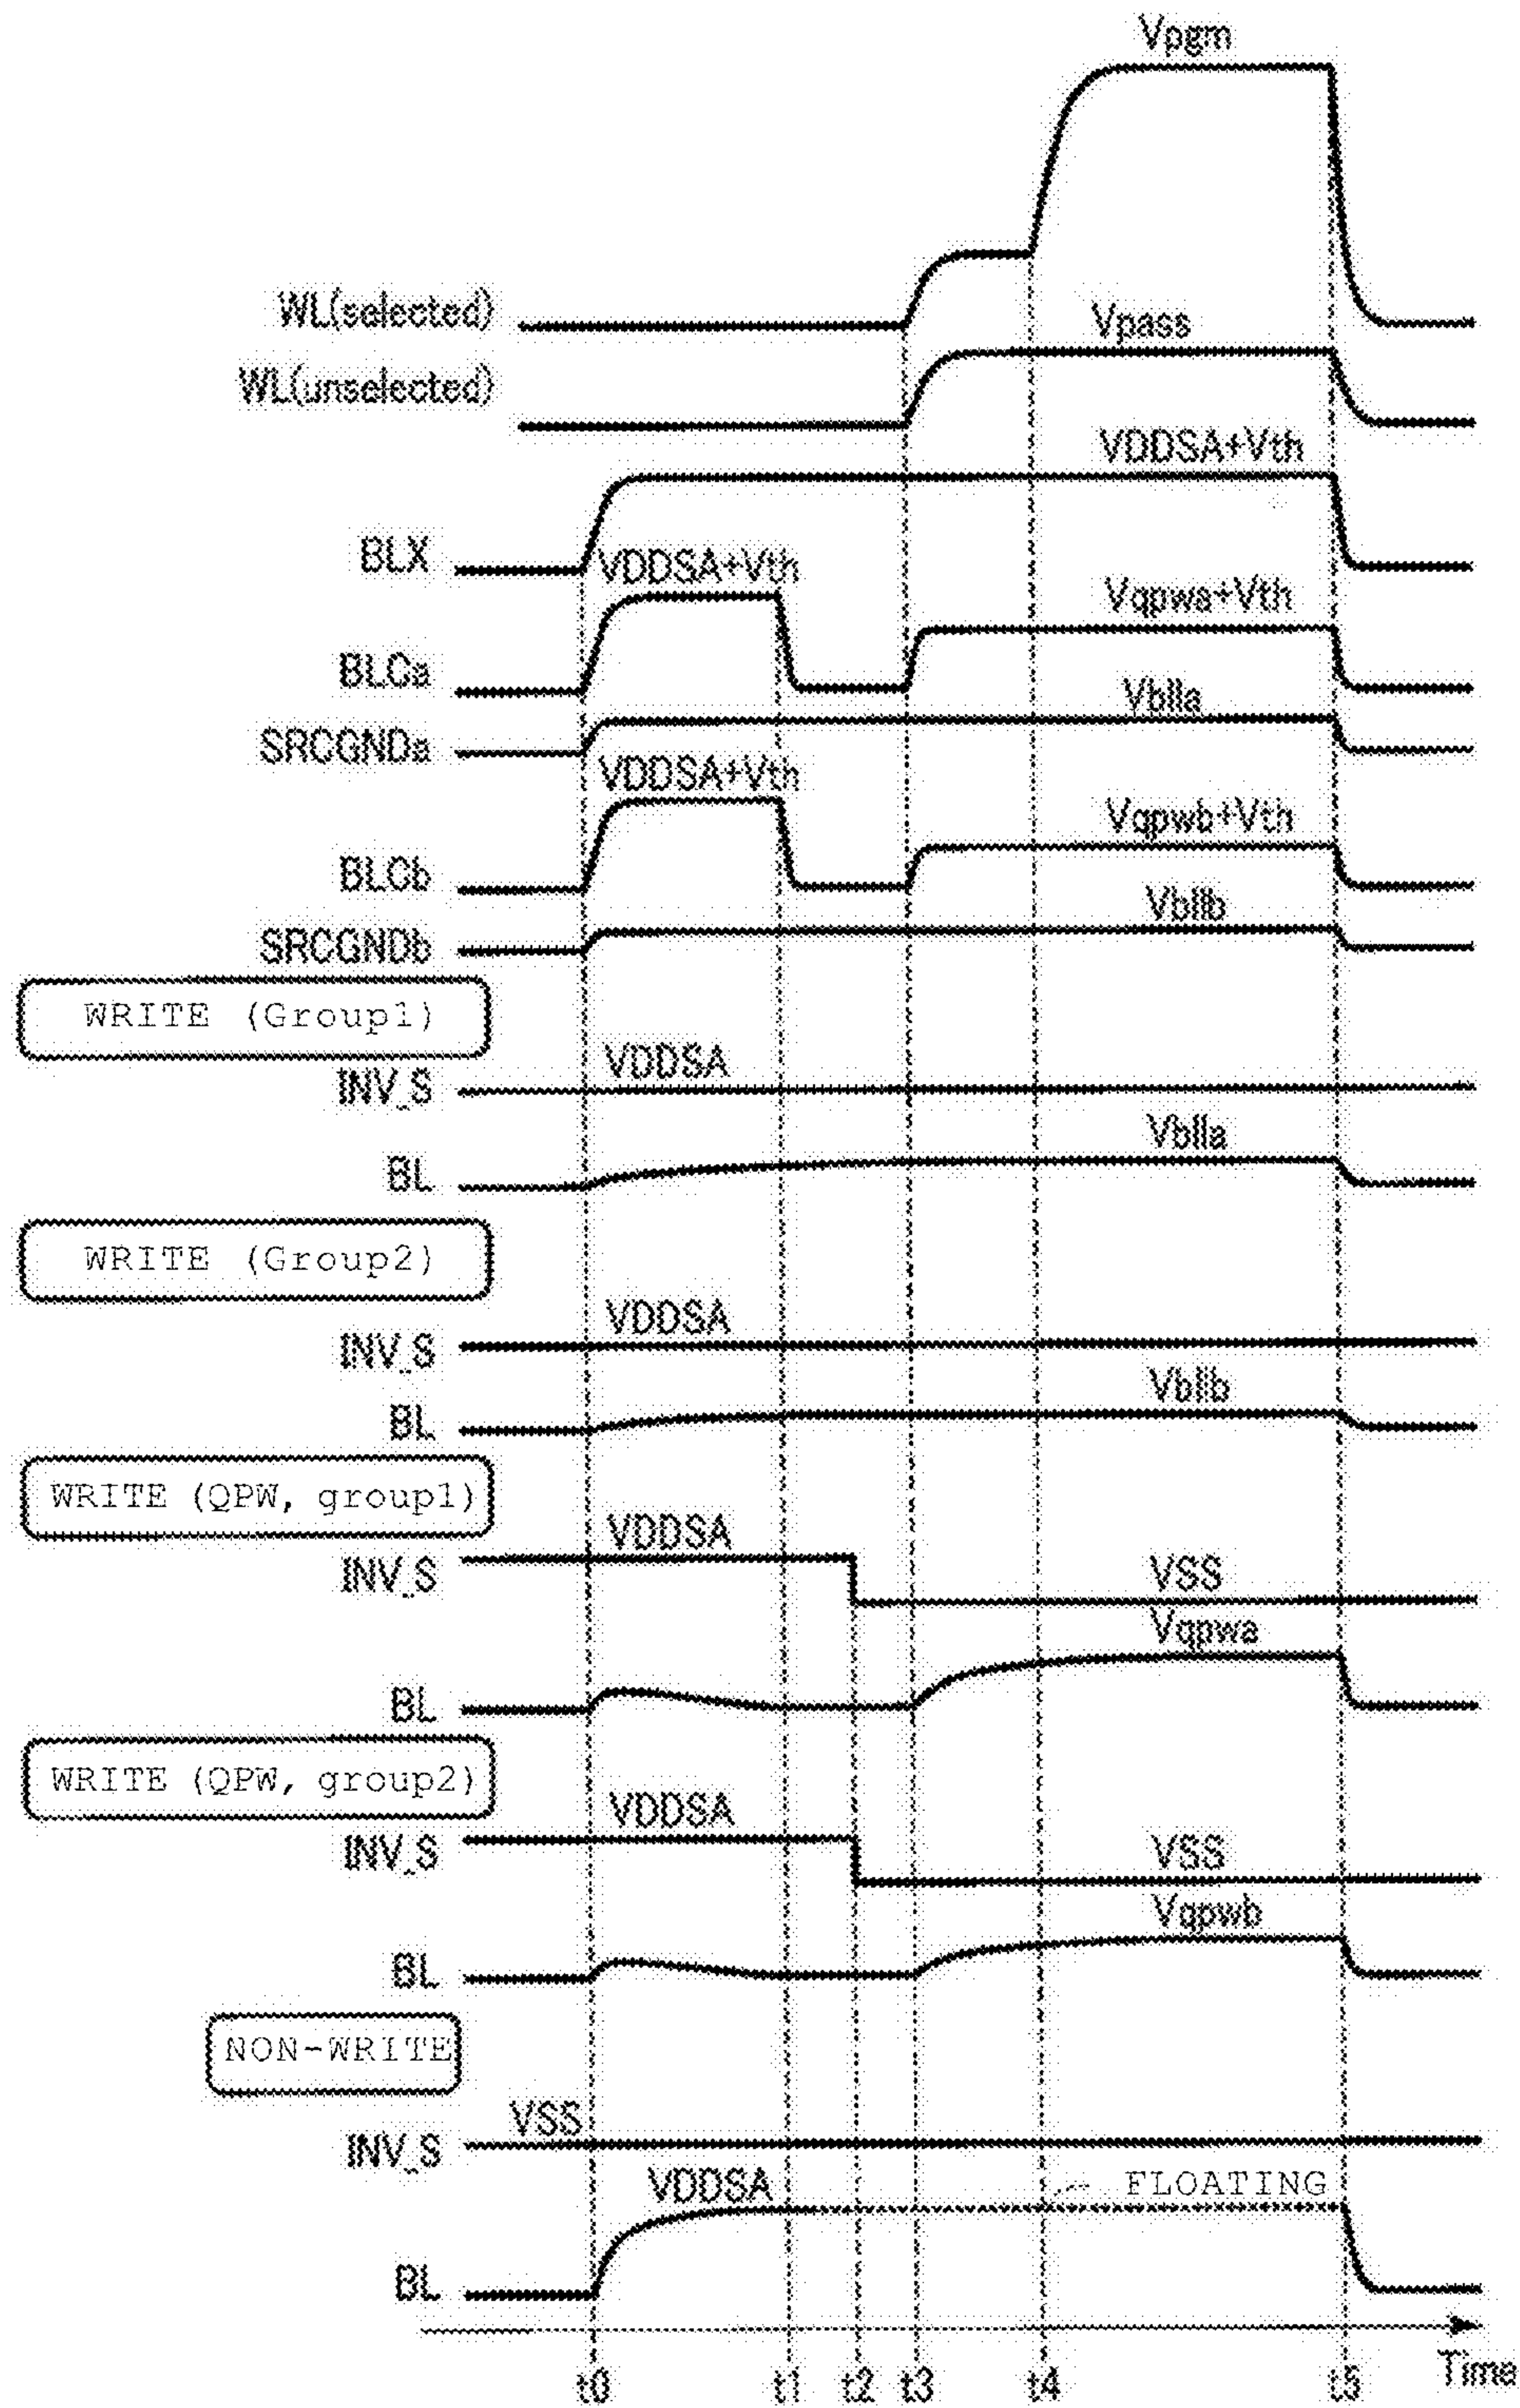 Vpgm
WL(selected)
Vpass
WL(unselected)
VDDSA+Vth
BLX
VDDSA+Vth
Vqpwa+Vth
BLCa
Vblla
SRCGNDa
VDDSA+Vth
Vqpwb+Vth
BLCb
Vbllb
SRCGNDb
WRITE (Group1)
VDDSA
INV_S
Vblla
BL
WRITE (Group2)
VDDSA
INV_S
Vbllb
BL
WRITE (QPW, group1)
VDDSA
INV_S
VSS
Vqpwa
BL
WRITE (QPW, group2)
VDDSA
INV_S
VSS
Vqpwb
BL
NON-WRITE
VSS
INV_S
VDDSA
FLOATING
BL
Time
t0 t1 t2 t3 t4 t5